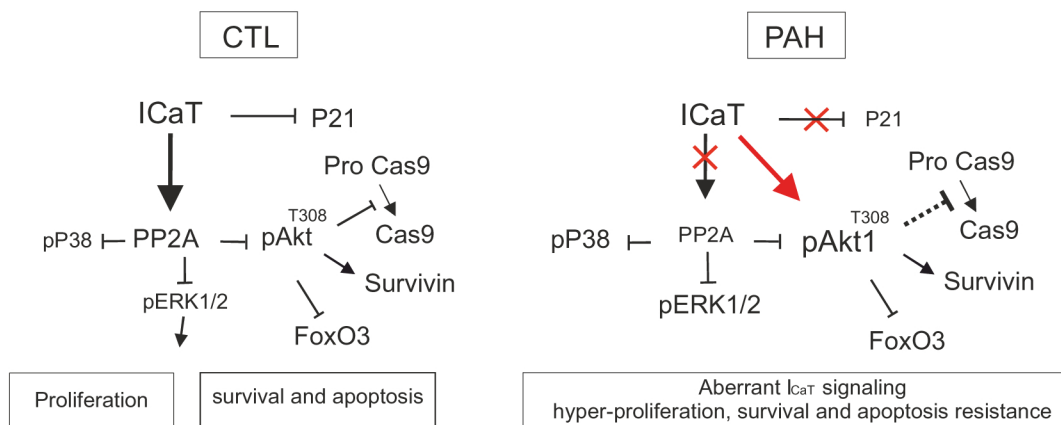 CTL
ICaT
P21
Pro Cas9
T308
pP38
PP2A
pAkt
Cas9
pERK1/2
Survivin
FoxO3
Proliferation
survival and apoptosis
PAH
ICaT
P21
Pro Cas9
T308
pP38
PP2A
pAkt1
Cas9
pERK1/2
Survivin
FoxO3
Aberrant ICaT signaling
hyper-proliferation, survival and apoptosis resistance